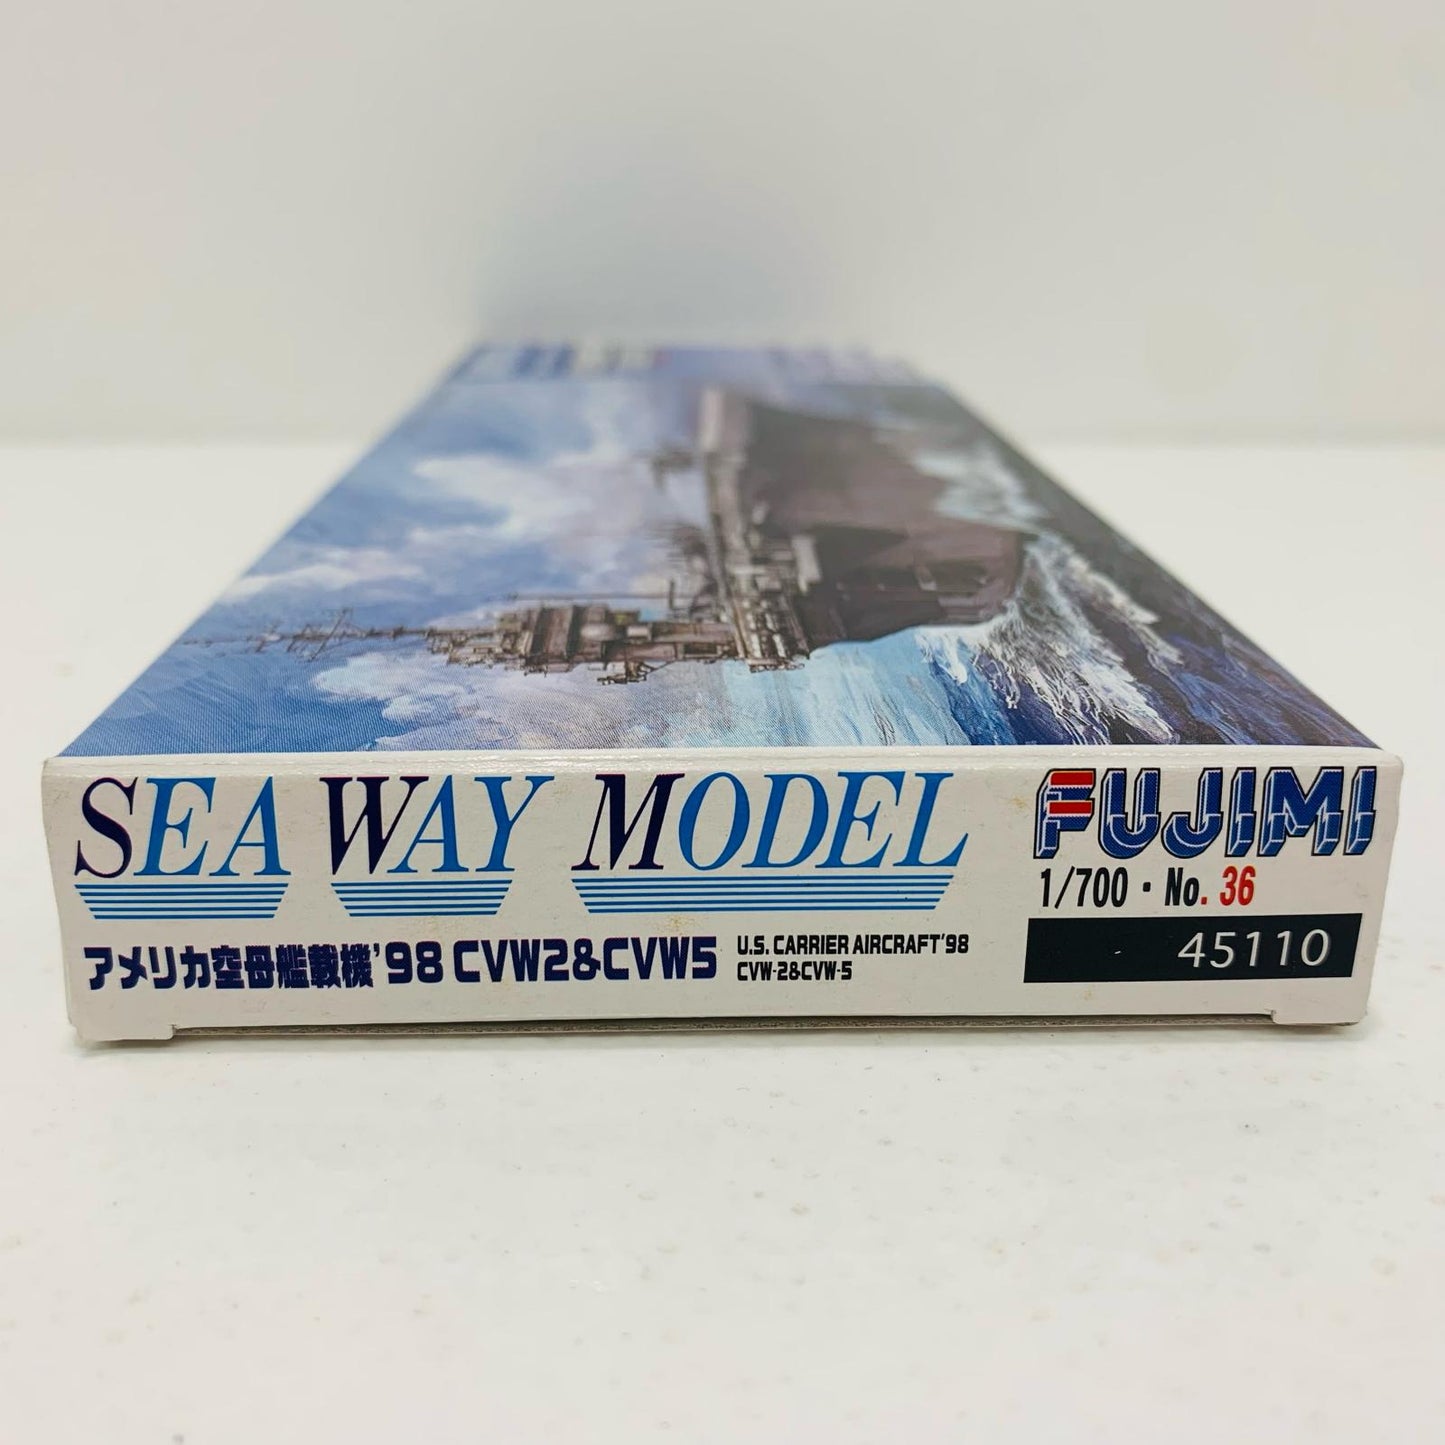 SEA WAY MODEL
FUJIMI
1/700・No. 36
45110
アメリカ空母艦載機'98 CVW2&CVW5
U.S. CARRIER AIRCRAFT'98
CVW-2&CVW-5